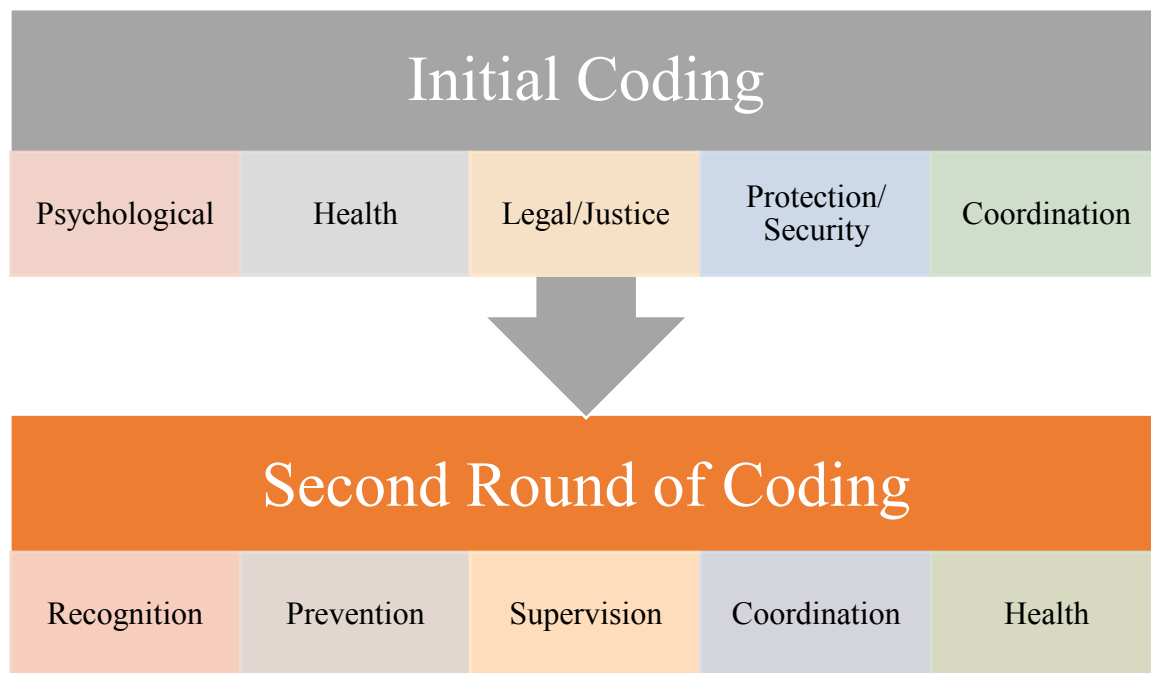 Initial Coding
Psychological
Health
Legal/Justice
Protection/
Security
Coordination
Second Round of Coding
Recognition
Prevention
Supervision
Coordination
Health